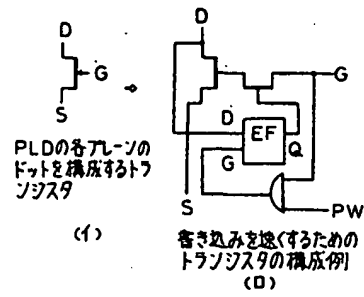 D
G
S
PLDの各プレーンの
ドットを構成するトラ
ンジスタ
(イ)
D
G
D
EF
G
Q
S
PW
書き込みを速くするための
トランジスタの構成例
(ロ)